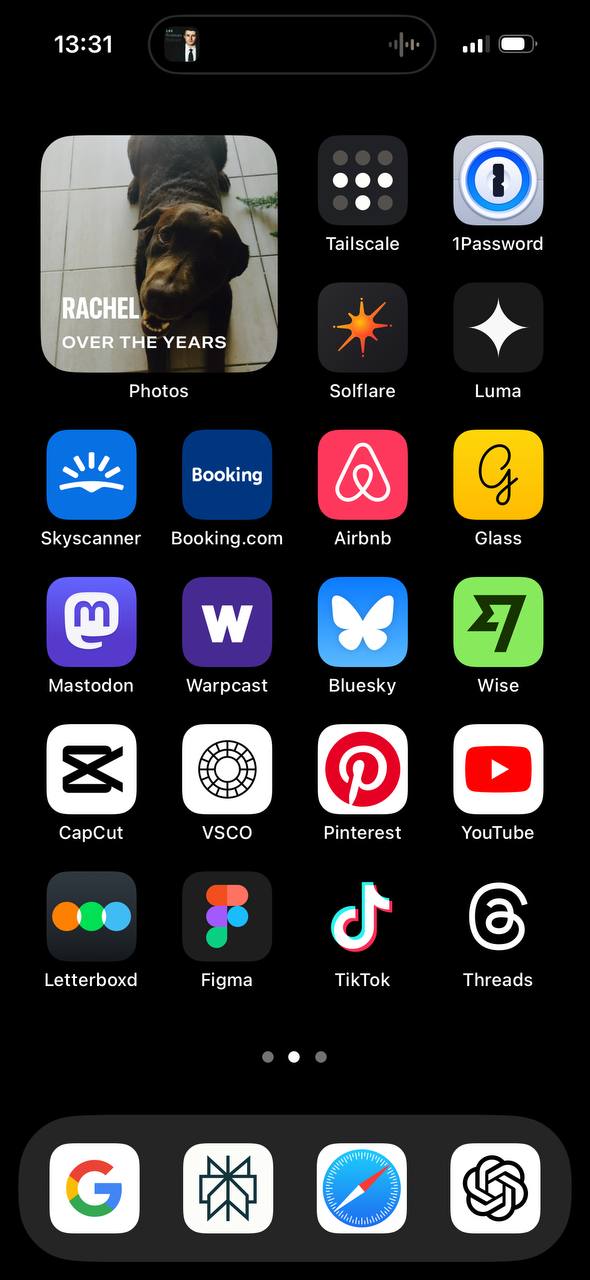 13:31
RACHEL
OVER THE YEARS
Photos
Tailscale
1Password
Solflare
Luma
Skyscanner
Booking
Booking.com
Airbnb
Glass
Mastodon
Warpcast
Bluesky
Wise
CapCut
VSCO
Pinterest
YouTube
Letterboxd
Figma
TikTok
Threads